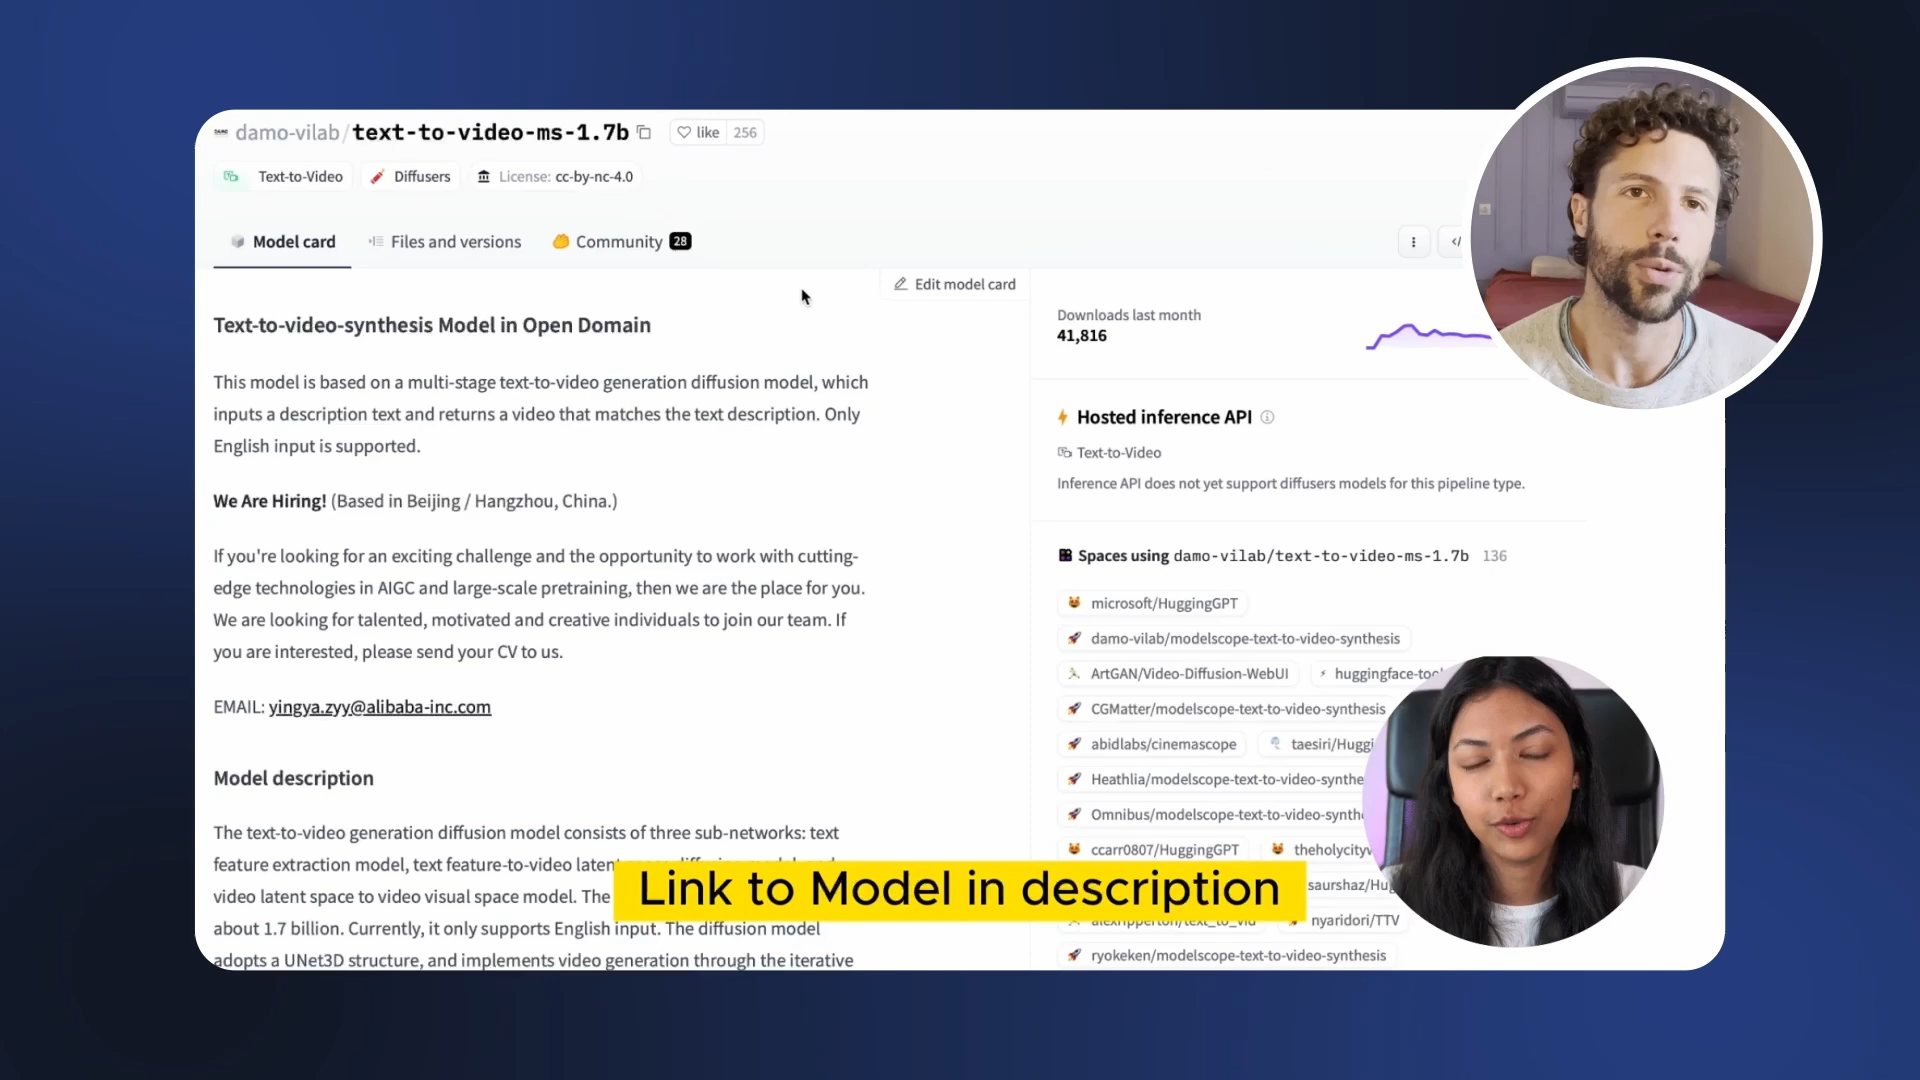 damo-vilab/text-to-video-ms-1.7b like 256
Text-to-Video Diffusers License: cc-by-nc-4.0
Model card Files and versions Community 28
Edit model card
Text-to-video-synthesis Model in Open Domain
This model is based on a multi-stage text-to-video generation diffusion model, which
inputs a description text and returns a video that matches the text description. Only
English input is supported.
We Are Hiring! (Based in Beijing / Hangzhou, China.)
If you're looking for an exciting challenge and the opportunity to work with cutting-
edge technologies in AIGC and large-scale pretraining, then we are the place for you.
We are looking for talented, motivated and creative individuals to join our team. If
you are interested, please send your CV to us.
EMAIL: yingya.zyy@alibaba-inc.com
Model description
The text-to-video generation diffusion model consists of three sub-networks: text
feature extraction model, text feature-to-video laten
video latent space to video visual space model. The
about 1.7 billion. Currently, it only supports English input. The diffusion model
adopts a UNet3D structure, and implements video generation through the iterative
Downloads last month
41,816
Hosted inference API
Text-to-Video
Inference API does not yet support diffusers models for this pipeline type.
Spaces using damo-vilab/text-to-video-ms-1.7b 136
microsoft/HuggingGPT
damo-vilab/modelscope-text-to-video-synthesis
ArtGAN/Video-Diffusion-WebUI huggingface-too
CGMatter/modelscope-text-to-video-synthesis
abidlabs/cinemascope taesiri/Huggi
Heathlia/modelscope-text-to-video-synthe
Omnibus/modelscope-text-to-video-synth
ccarr0807/HuggingGPT theholycity
saurshaz/Hug
nyaridori/TTV
ryokeken/modelscope-text-to-video-synthesis
Link to Model in description